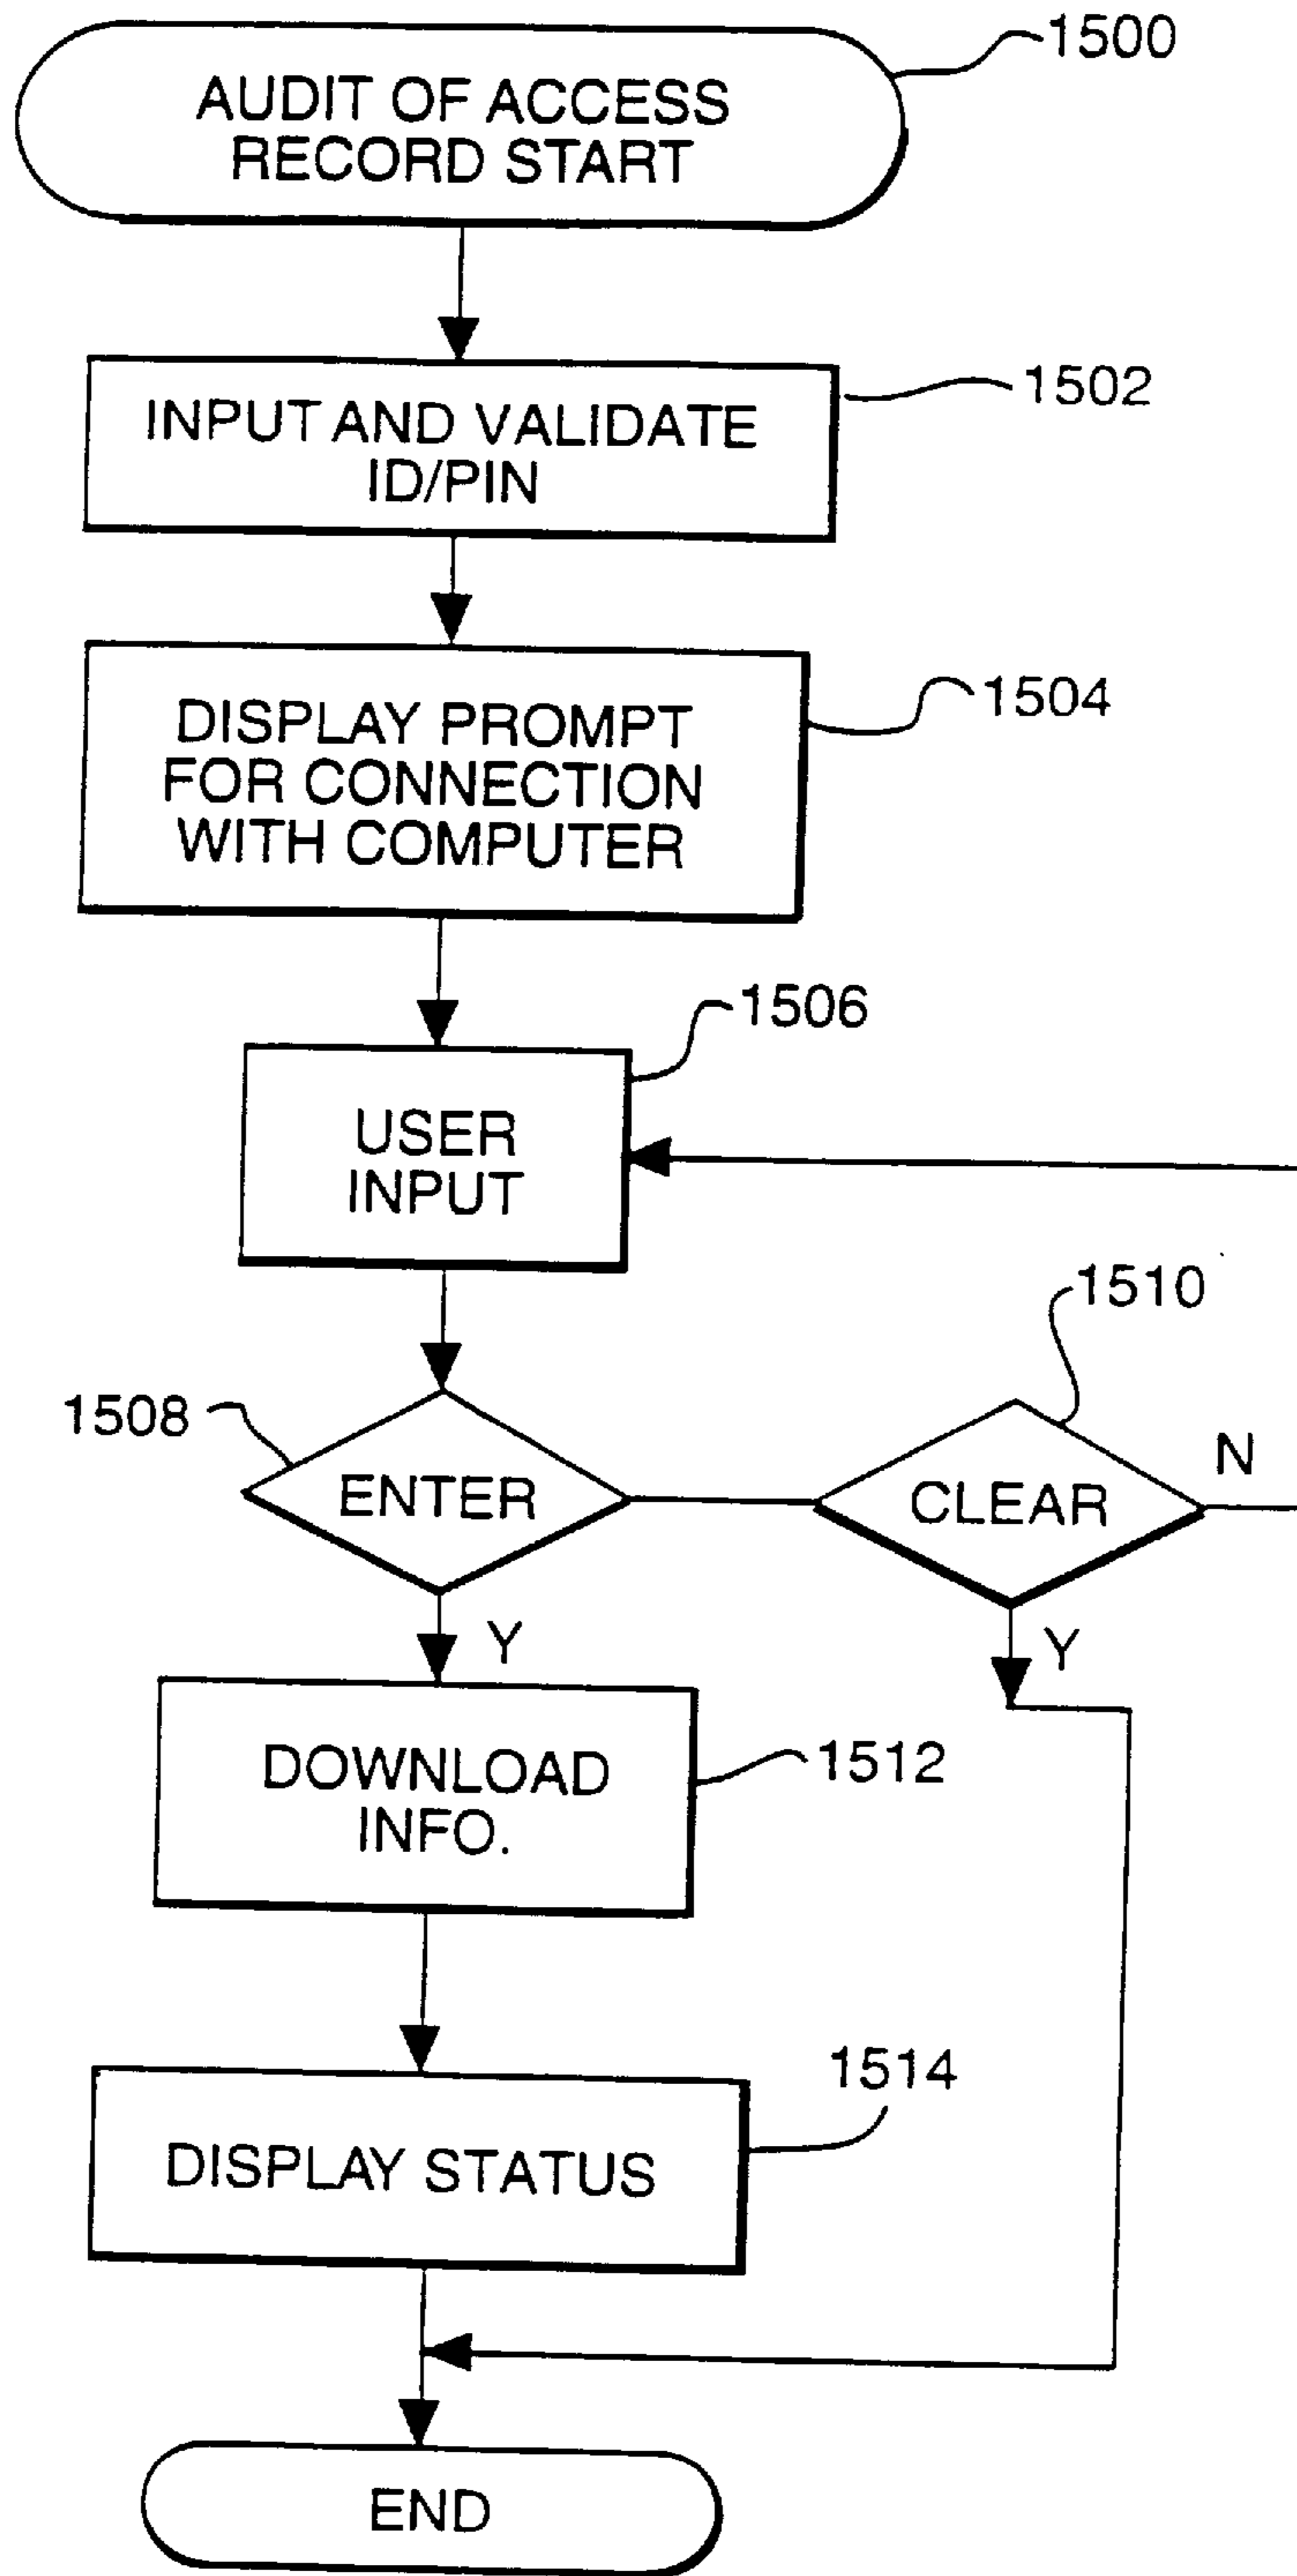 1500
AUDIT OF ACCESS
RECORD START
1502
INPUT AND VALIDATE
ID/PIN
1504
DISPLAY PROMPT
FOR CONNECTION
WITH COMPUTER
1506
USER
INPUT
1510
1508
ENTER
CLEAR
N
Y
Y
DOWNLOAD
INFO.
1512
1514
DISPLAY STATUS
END